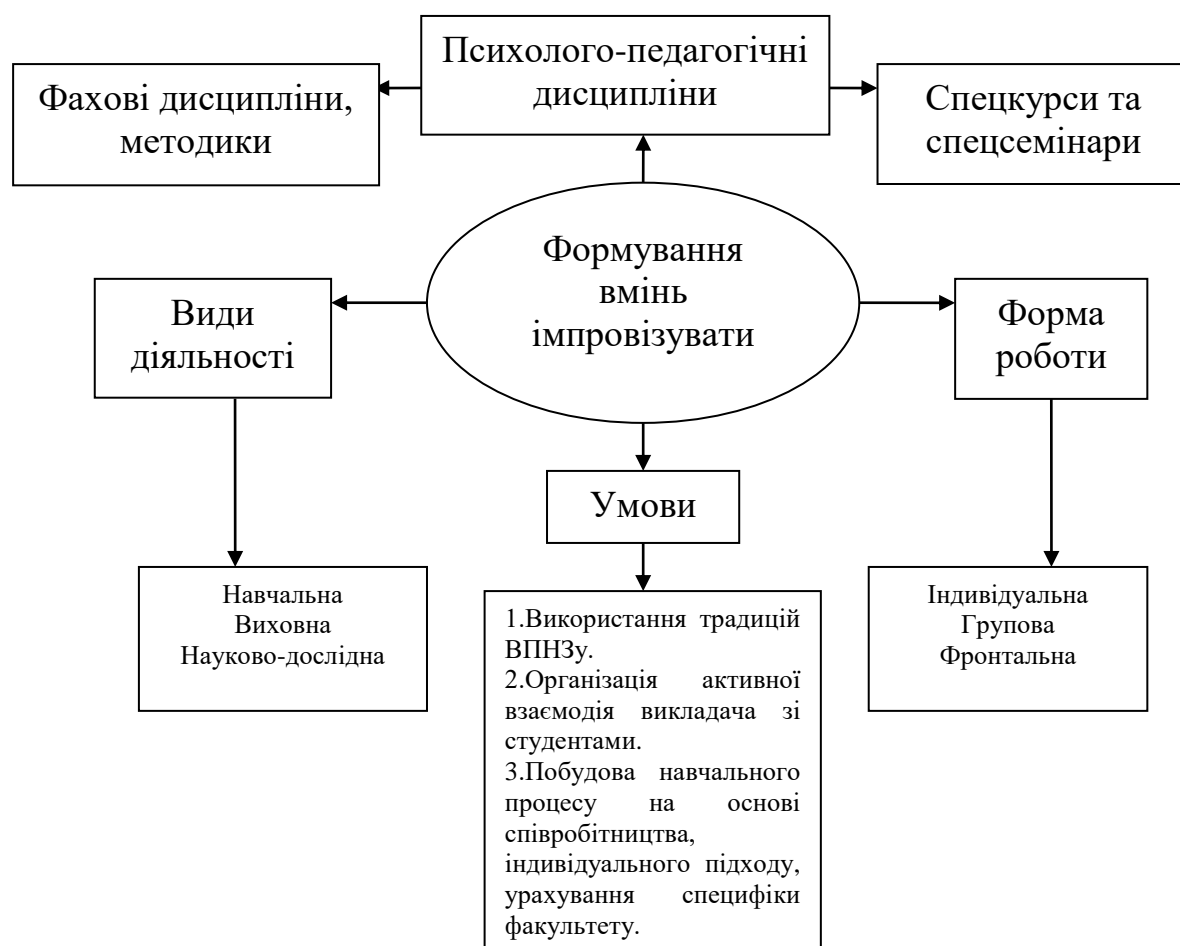 Психолого-педагогічні
дисципліни
Фахові дисципліни,
методики
Спецкурси та
спецсемінари
Формування
вмінь
імпровізувати
Види
діяльності
Форма
роботи
Умови
Навчальна
Виховна
Науково-дослідна
1.Використання традицій
ВПНЗу.
2.Організація активної
взаємодія викладача зі
студентами.
3.Побудова навчального
процесу на основі
співробітництва,
індивідуального підходу,
урахування специфіки
факультету.
Індивідуальна
Групова
Фронтальна